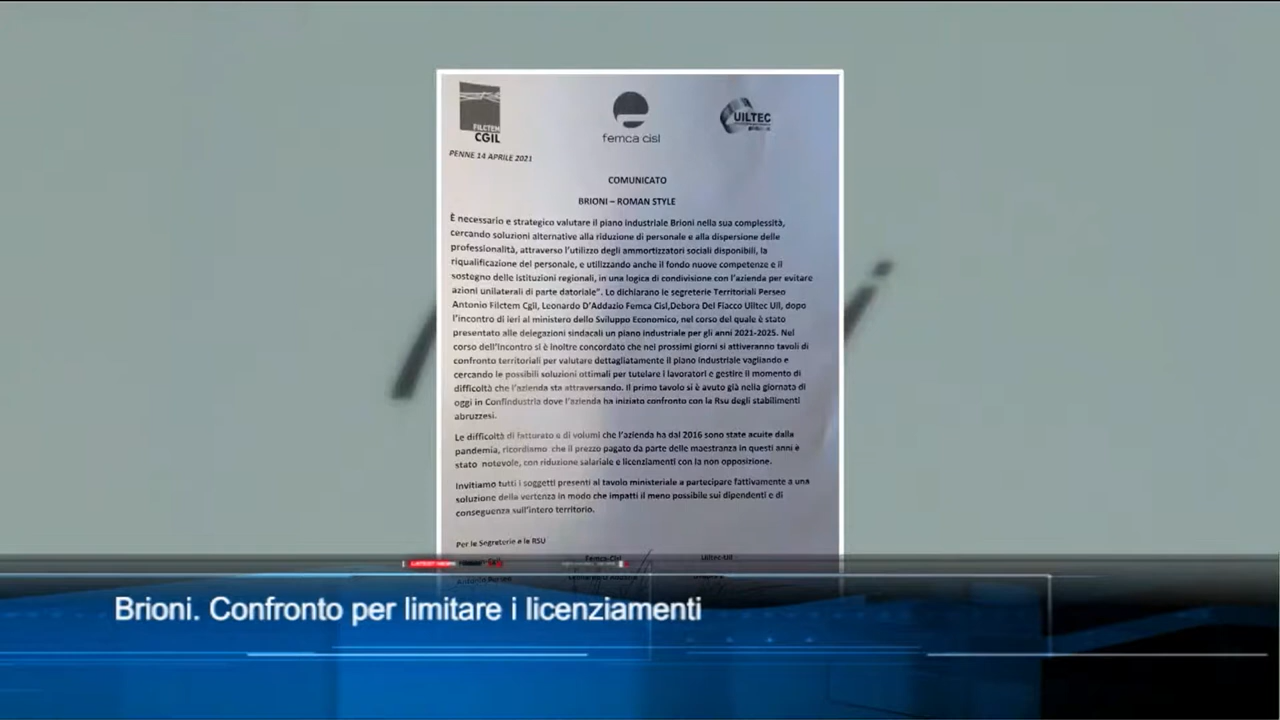 FILCTEM
CGIL
femca cisl
UILTEC
PENNE 14 APRILE 2021
COMUNICATO
BRIONI – ROMAN STYLE
È necessario e strategico valutare il piano industriale Brioni nella sua complessità,
cercando soluzioni alternative alla riduzione di personale e alla dispersione delle
professionalità, attraverso l'utilizzo degli ammortizzatori sociali disponibili, la
riqualificazione del personale, e utilizzando anche il fondo nuove competenze e il
sostegno delle istituzioni regionali, in una logica di condivisione con l'azienda per evitare
azioni unilaterali di parte datoriale". Lo dichiarano le segreterie Territoriali Perseo
Antonio Filctem Cgil, Leonardo D'Addazio Femca Cisl,Debora Del Fiacco Uiltec Uil, dopo
l'incontro di ieri al ministero dello Sviluppo Economico, nel corso del quale è stato
presentato alle delegazioni sindacali un piano industriale per gli anni 2021-2025. Nel
corso dell'incontro si è inoltre concordato che nei prossimi giorni si attiveranno tavoli di
confronto territoriali per valutare dettagliatamente il piano industriale vagliando e
cercando le possibili soluzioni ottimali per tutelare i lavoratori e gestire il momento di
difficoltà che l'azienda sta attraversando. Il primo tavolo si è avuto già nella giornata di
oggi in Confindustria dove l'azienda ha iniziato confronto con la Rsu degli stabilimenti
abruzzesi.
Le difficoltà di fatturato e di volumi che l'azienda ha dal 2016 sono state acuite dalla
pandemia, ricordiamo che il prezzo pagato da parte delle maestranza in questi anni è
stato notevole, con riduzione salariale e licenziamenti con la non opposizione.
Invitiamo tutti i soggetti presenti al tavolo ministeriale a partecipare fattivamente a una
soluzione della vertenza in modo che impatti il meno possibile sui dipendenti e di
conseguenza sull'intero territorio.
Per le Segreterie e la RSU
Femca-Cisl Uiltec-Uil
LATEST NEWS
Brioni. Confronto per limitare i licenziamenti